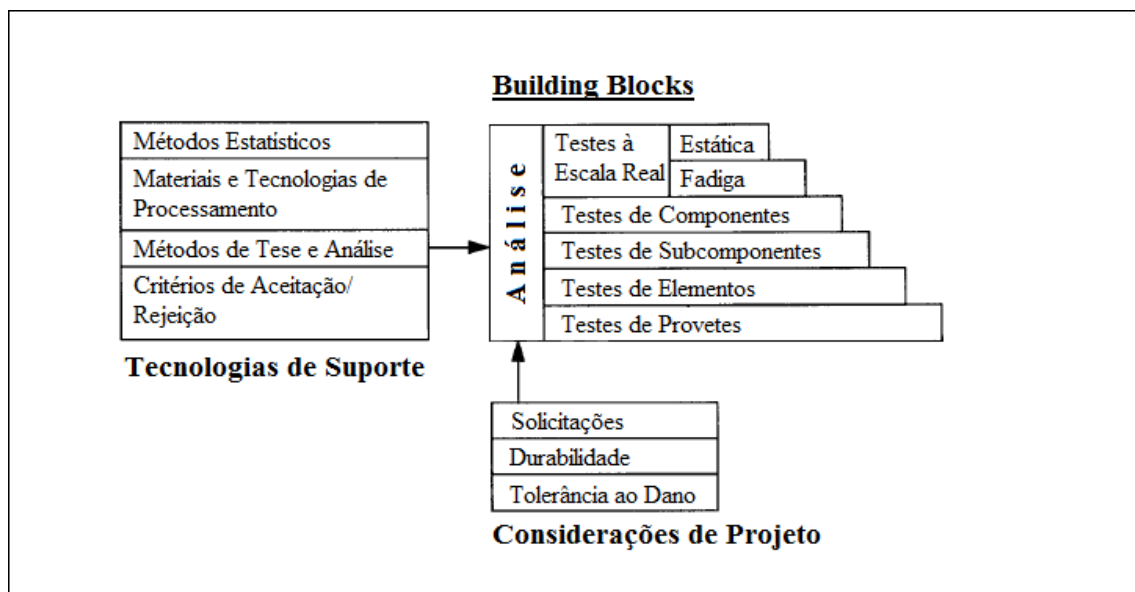 Building Blocks
Métodos Estatísticos
Materiais e Tecnologias de
Processamento
Métodos de Tese e Análise
Critérios de Aceitação/
Rejeição
Tecnologias de Suporte
Análise
Testes à
Escala Real
Estática
Fadiga
Testes de Componentes
Testes de Subcomponentes
Testes de Elementos
Testes de Provetes
Solicitações
Durabilidade
Tolerância ao Dano
Considerações de Projeto